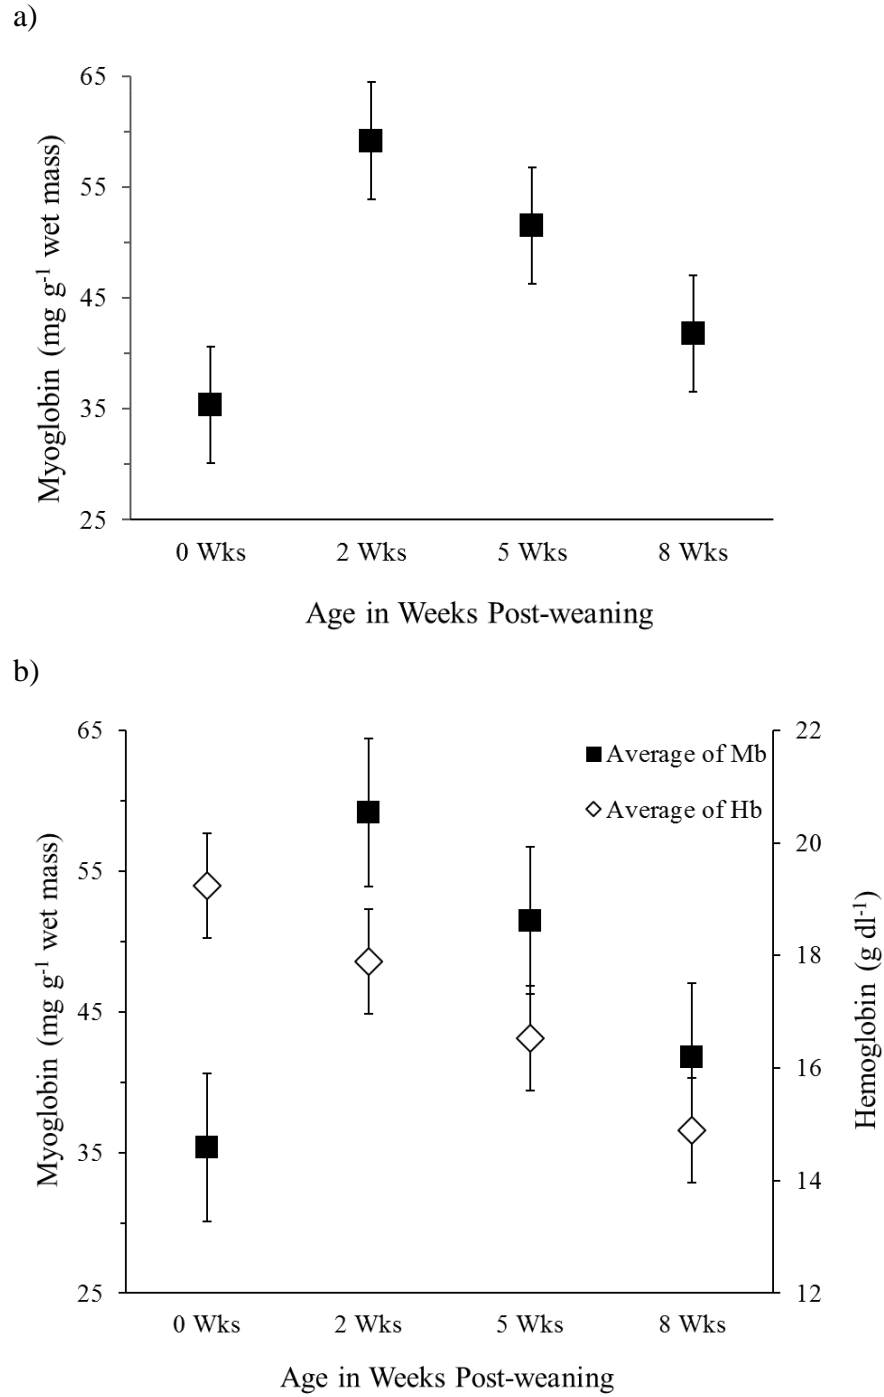 a)
Myoglobin (mg g⁻¹ wet mass)
65
55
45
35
25
0 Wks 2 Wks 5 Wks 8 Wks
Age in Weeks Post-weaning
b)
Myoglobin (mg g⁻¹ wet mass)
65
55
45
35
25
Average of Mb
Average of Hb
22
20
18
16
14
12
Hemoglobin (g dl⁻¹)
0 Wks 2 Wks 5 Wks 8 Wks
Age in Weeks Post-weaning